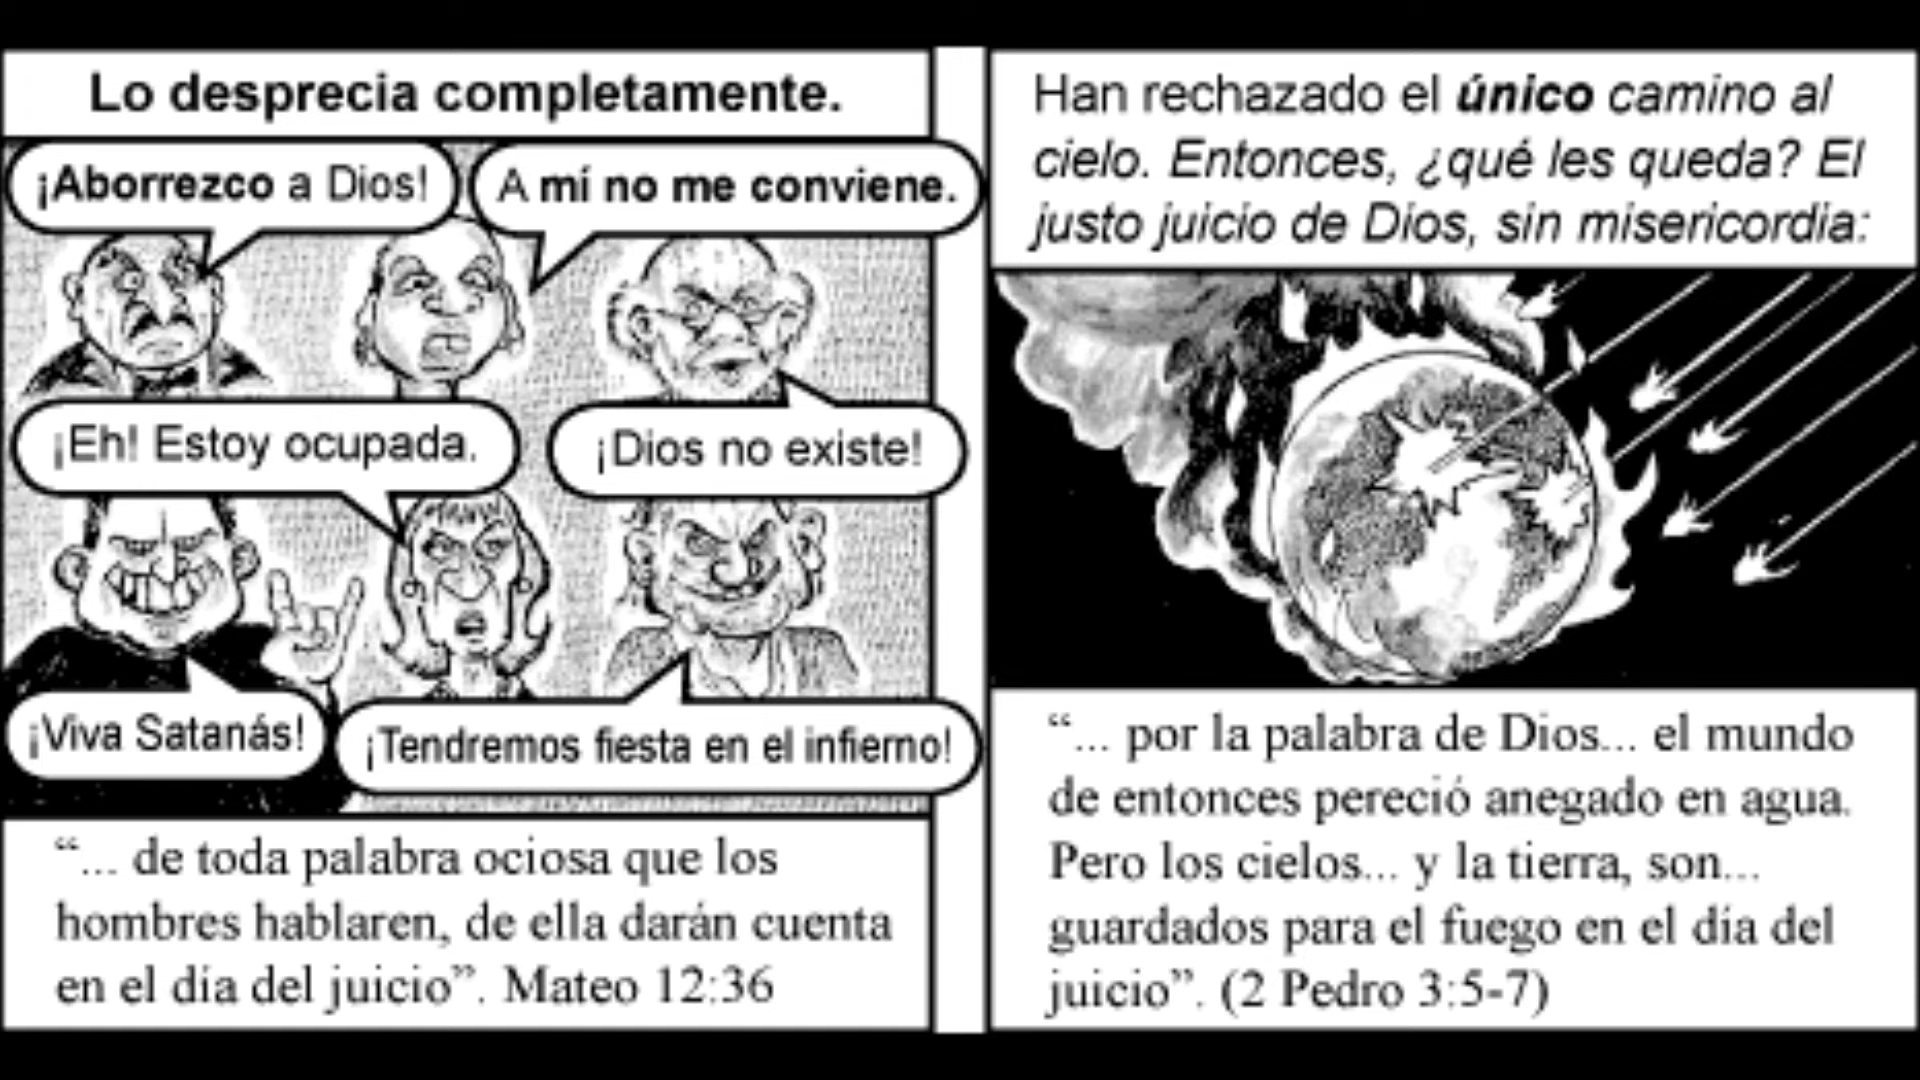 Lo desprecia completamente.
¡Aborrezco a Dios!
A mí no me conviene.
¡Eh! Estoy ocupada.
¡Dios no existe!
¡Viva Satanás!
¡Tendremos fiesta en el infierno!
“... de toda palabra ociosa que los
hombres hablaren, de ella darán cuenta
en el día del juicio”. Mateo 12:36
Han rechazado el único camino al
cielo. Entonces, ¿qué les queda? El
justo juicio de Dios, sin misericordia:
“... por la palabra de Dios... el mundo
de entonces pereció anegado en agua.
Pero los cielos... y la tierra, son...
guardados para el fuego en el día del
juicio”. (2 Pedro 3:5-7)